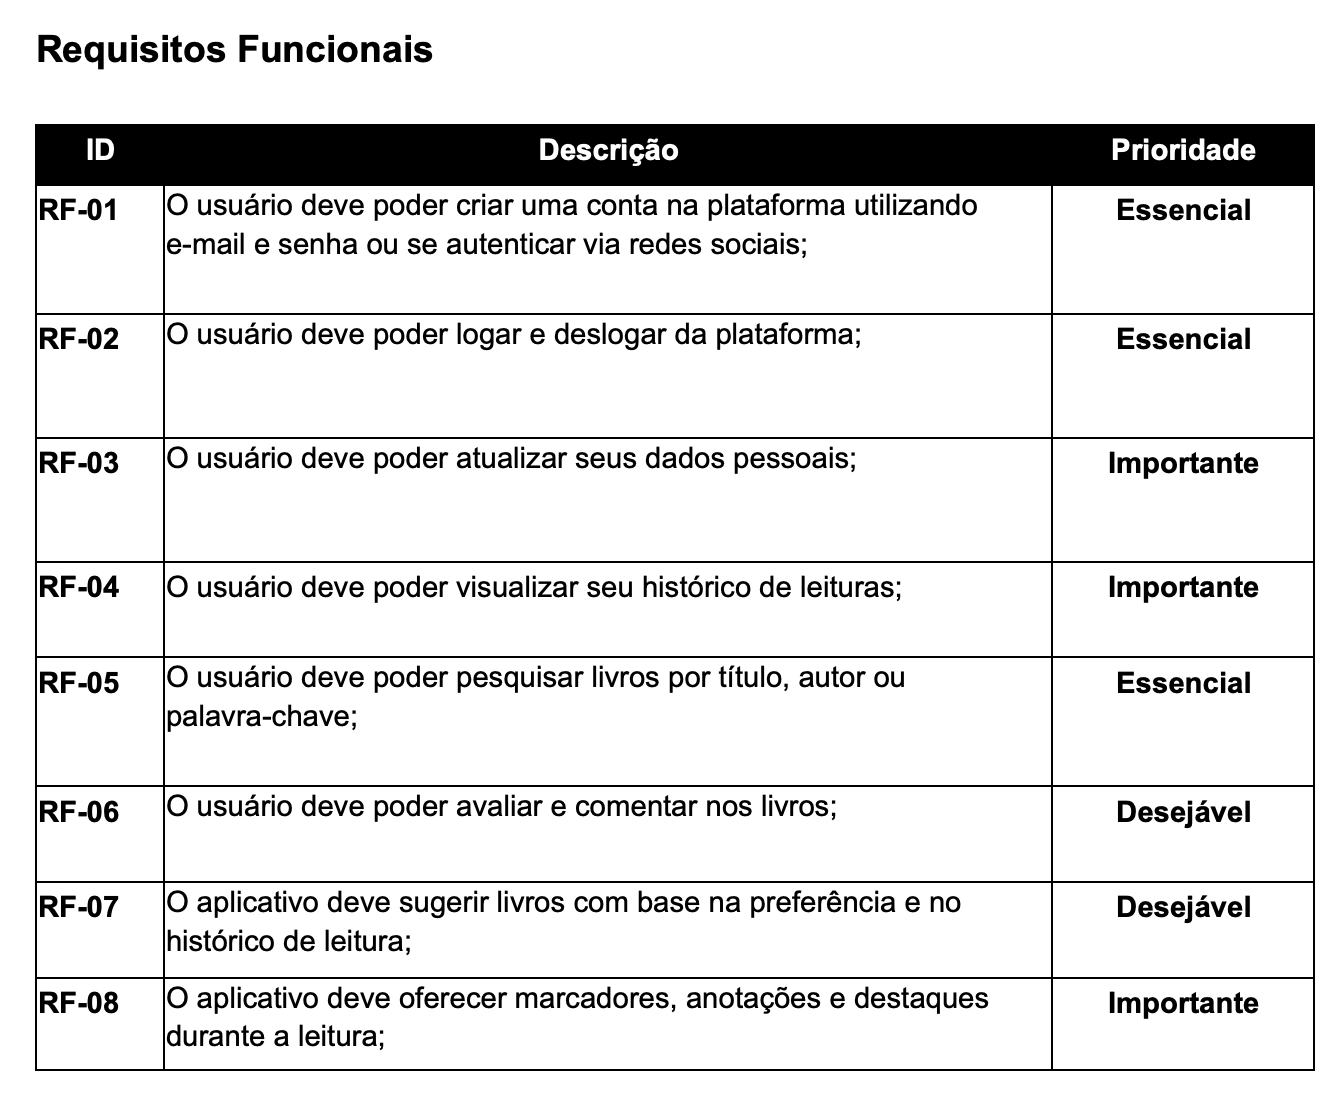 Requisitos Funcionais
ID Descrição Prioridade
RF-01 O usuário deve poder criar uma conta na plataforma utilizando Essencial
e-mail e senha ou se autenticar via redes sociais;
RF-02 O usuário deve poder logar e deslogar da plataforma; Essencial
RF-03 O usuário deve poder atualizar seus dados pessoais; Importante
RF-04 O usuário deve poder visualizar seu histórico de leituras; Importante
RF-05 O usuário deve poder pesquisar livros por título, autor ou Essencial
palavra-chave;
RF-06 O usuário deve poder avaliar e comentar nos livros; Desejável
RF-07 O aplicativo deve sugerir livros com base na preferência e no Desejável
histórico de leitura;
RF-08 O aplicativo deve oferecer marcadores, anotações e destaques Importante
durante a leitura;